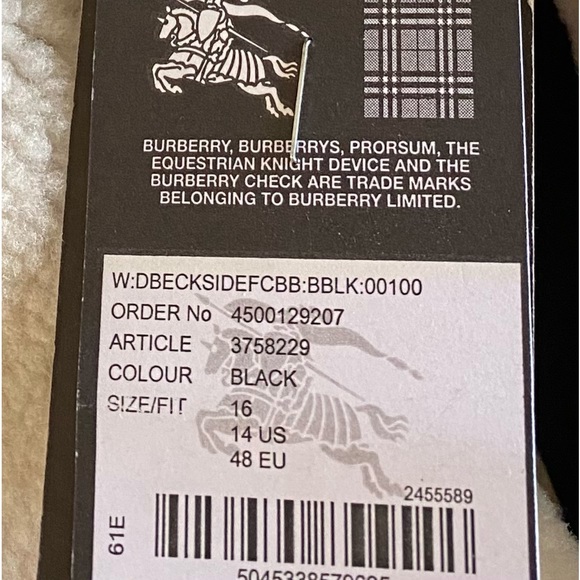 BURBERRY, BURBERRYS, PRORSUM, THE
EQUESTRIAN KNIGHT DEVICE AND THE
BURBERRY CHECK ARE TRADE MARKS
BELONGING TO BURBERRY LIMITED.
W:DBECKSIDEFCBB:BBLK:00100
ORDER No 4500129207
ARTICLE 3758229
COLOUR BLACK
SIZE/FIT 16
14 US
48 EU
2455589
61E